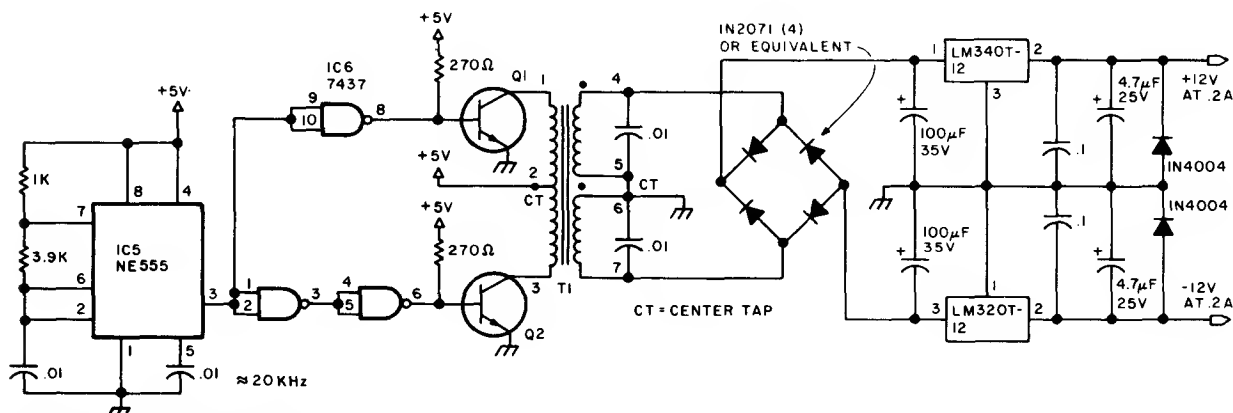 +5V
1K
7
3.9K
6
2
.01
8
4
IC5
NE555
3
1
5
.01
≈20KHz
IC6
7437
9
10
8
1
2
3
4
5
6
+5V
270Ω
Q1
+5V
2
CT
+5V
270Ω
Q2
1
3
T1
4
5
CT
6
7
.01
.01
CT = CENTER TAP
1N2071 (4)
OR EQUIVALENT
1
LM340T-
12
2
3
+
100µF
35V
+
100µF
35V
.1
.1
+
4.7µF
25V
+
4.7µF
25V
1N4004
1N4004
+12V
AT .2A
-12V
AT .2A
1
3
LM320T-
12
2